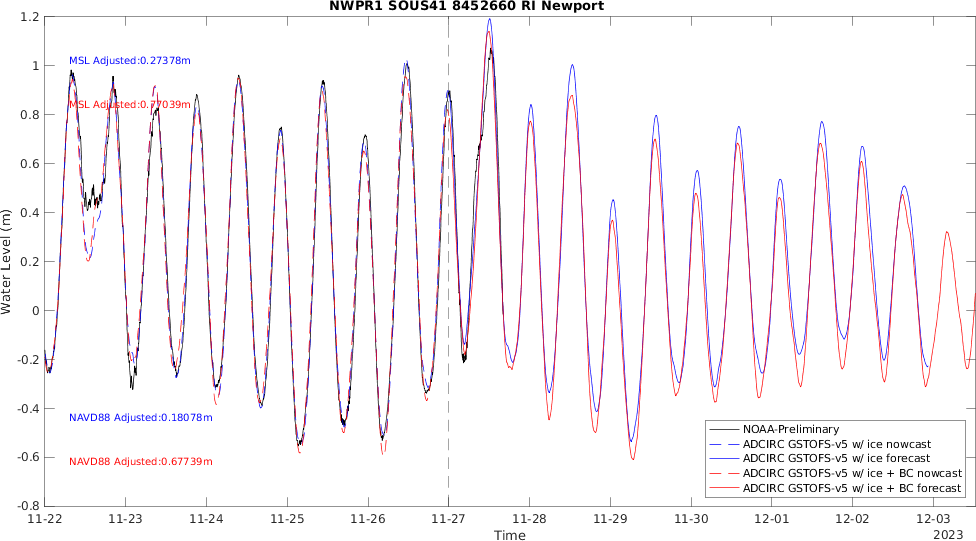 NWPR1 SOUS41 8452660 RI Newport
1.2
1
0.8
0.6
0.4
0.2
0
-0.2
-0.4
-0.6
-0.8
Water Level (m)
MSL Adjusted:0.27378m
MSL Adjusted:0.77039m
NAVD88 Adjusted:0.18078m
NAVD88 Adjusted:0.67739m
NOAA-Preliminary
ADCIRC GSTOFS-v5 w/ ice nowcast
ADCIRC GSTOFS-v5 w/ ice forecast
ADCIRC GSTOFS-v5 w/ ice + BC nowcast
ADCIRC GSTOFS-v5 w/ ice + BC forecast
11-22 11-23 11-24 11-25 11-26 11-27 11-28 11-29 11-30 12-01 12-02 12-03
Time
2023